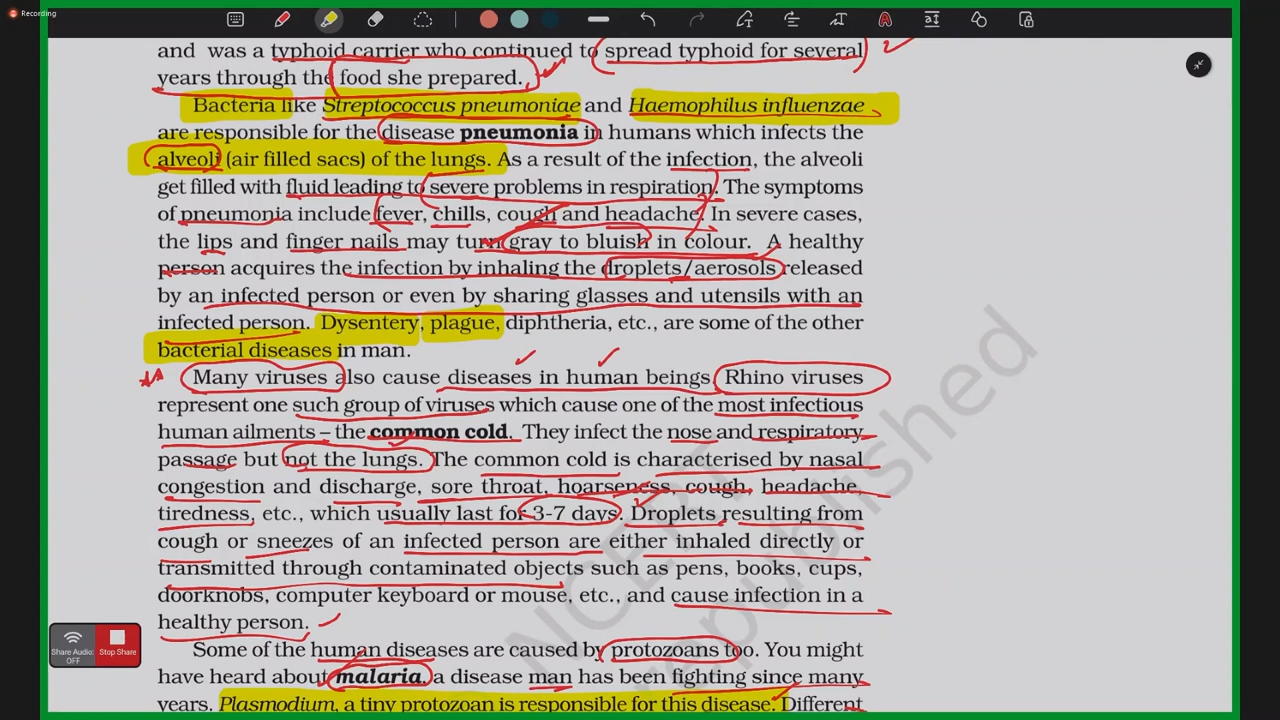 Recording
and was a typhoid carrier who continued to spread typhoid for several
years through the food she prepared.
Bacteria like Streptococcus pneumoniae and Haemophilus influenzae
are responsible for the disease pneumonia in humans which infects the
alveoli (air filled sacs) of the lungs. As a result of the infection, the alveoli
get filled with fluid leading to severe problems in respiration. The symptoms
of pneumonia include fever, chills, cough and headache. In severe cases,
the lips and finger nails may turn gray to bluish in colour. A healthy
person acquires the infection by inhaling the droplets/aerosols released
by an infected person or even by sharing glasses and utensils with an
infected person. Dysentery, plague, diphtheria, etc., are some of the other
bacterial diseases in man.
Many viruses also cause diseases in human beings. Rhino viruses
represent one such group of viruses which cause one of the most infectious
human ailments – the common cold. They infect the nose and respiratory
passage but not the lungs. The common cold is characterised by nasal
congestion and discharge, sore throat, hoarseness, cough, headache,
tiredness, etc., which usually last for 3-7 days. Droplets resulting from
cough or sneezes of an infected person are either inhaled directly or
transmitted through contaminated objects such as pens, books, cups,
doorknobs, computer keyboard or mouse, etc., and cause infection in a
healthy person.
Some of the human diseases are caused by protozoans too. You might
have heard about malaria, a disease man has been fighting since many
years. Plasmodium, a tiny protozoan is responsible for this disease. Different
Share Audio: OFF
Stop Share
NCERT
republished